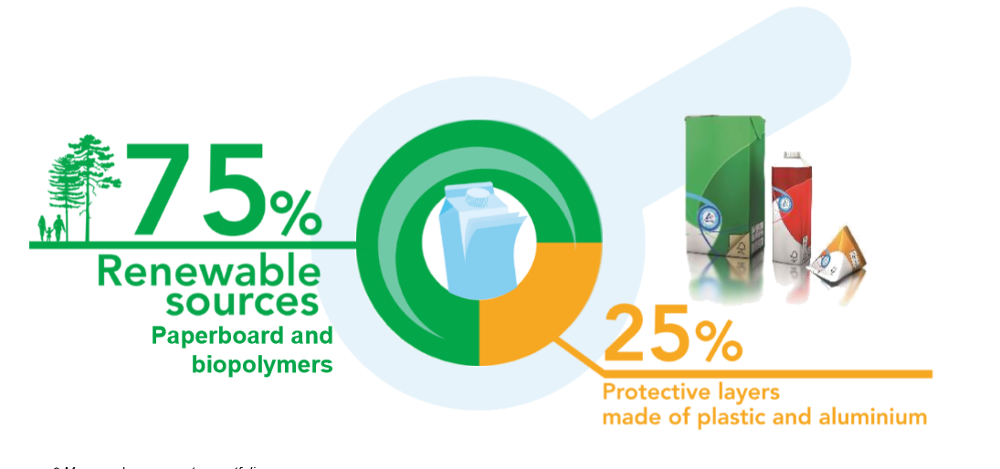 75%
Renewable
sources
Paperboard and
biopolymers
25%
Protective layers
made of plastic and aluminium